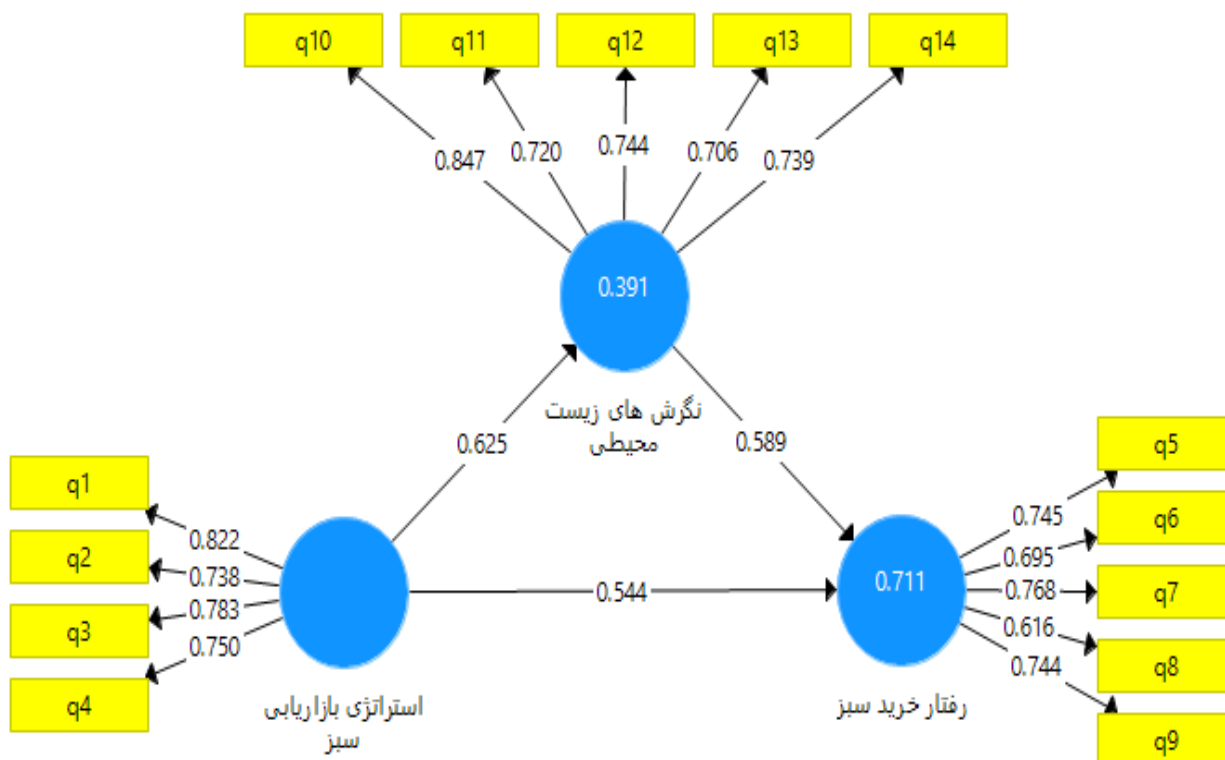 q10
q11
q12
q13
q14
0.847
0.720
0.744
0.706
0.739
0.391
نگرش های زیست
محیطی
0.625
0.589
q1
q2
q3
q4
0.822
0.738
0.783
0.750
استراتژی بازاریابی
سبز
0.544
0.711
رفتار خرید سبز
0.745
0.695
0.768
0.616
0.744
q5
q6
q7
q8
q9